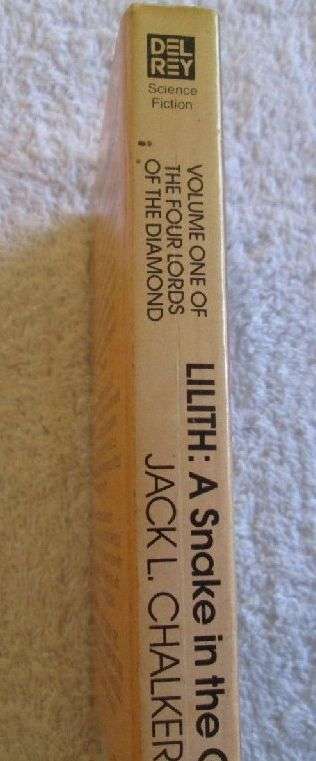 DEL
REY
Science
Fiction
VOLUME ONE OF
THE FOUR LORDS
OF THE DIAMOND
LILITH: A Snake in the
JACK L. CHALKER